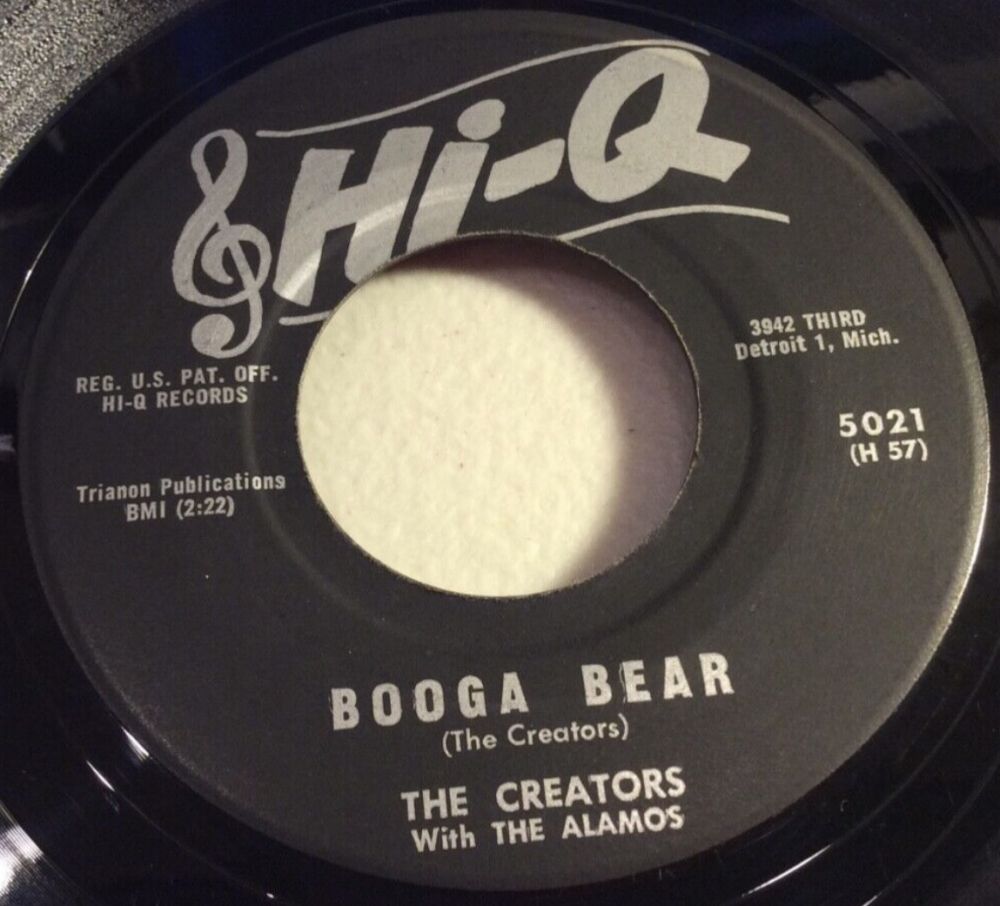 Hi-Q
3942 THIRD
Detroit 1, Mich.
REG. U.S. PAT. OFF.
HI-Q RECORDS
5021
(H 57)
Trianon Publications
BMI (2:22)
BOOGA BEAR
(The Creators)
THE CREATORS
With THE ALAMO'S